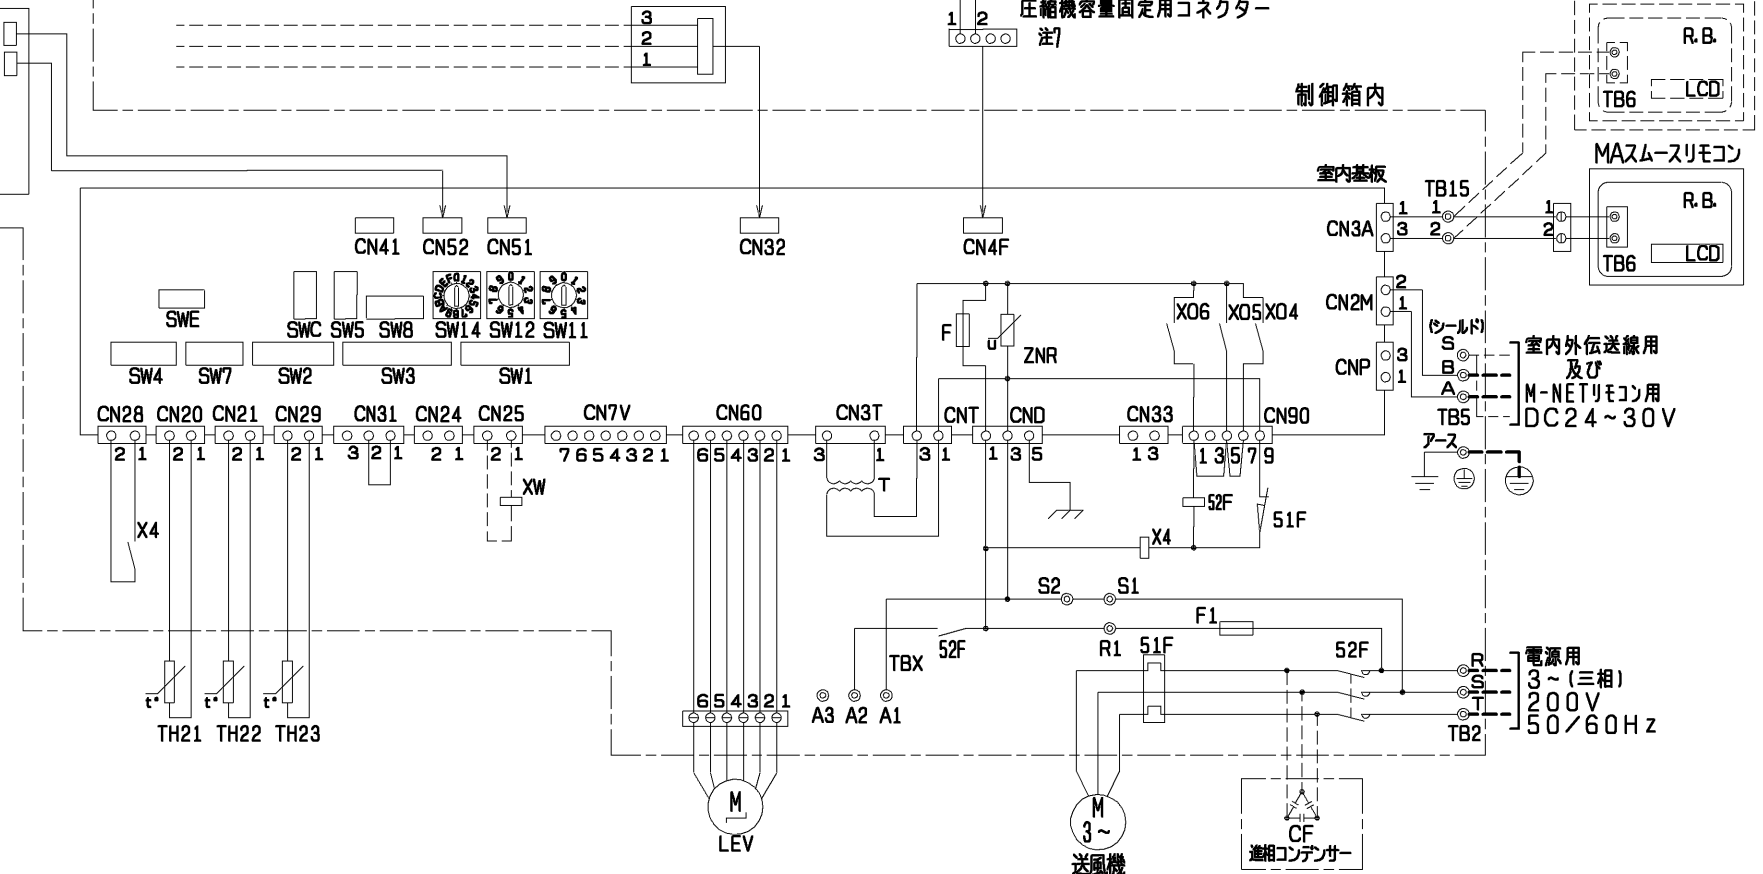 3
2
1
1 2
圧縮機容量固定用コネクター
注7
R.B.
LCD
TB6
制御箱内
MAスムースリモコン
室内基板
TB15
R.B.
LCD
TB6
CN3A
1 1 1
3 2 2
CN41 CN52 CN51 CN32 CN4F
CN2M
2
1
SWE
SWC SW5 SW8 SW14 SW12 SW11
F
u
ZNR
X06 X05 X04
CNP
3
1
(シールド)
S
B
A
TB5
室内外伝送線用
及び
M-NETリモコン用
DC24~30V
アース
SW4 SW7 SW2 SW3 SW1
CN28 CN20 CN21 CN29 CN31 CN24 CN25 CN7V CN60 CN3T CNT CND CN33 CN90
2 1 2 1 2 1 2 1 3 2 1 2 1 2 1 7 6 5 4 3 2 1 6 5 4 3 2 1 3 1 3 1 1 3 5 1 3 1 3 5 7 9
XW
T
52F
51F
X4
X4
S2 S1
F1
R1
52F
TBX
51F
52F
A3 A2 A1
R
S
T
TB2
電源用
3~(三相)
200V
50/60Hz
t° t° t°
TH21 TH22 TH23
6 5 4 3 2 1
M
LEV
M
3~
送風機
CF
進相コンデンサー